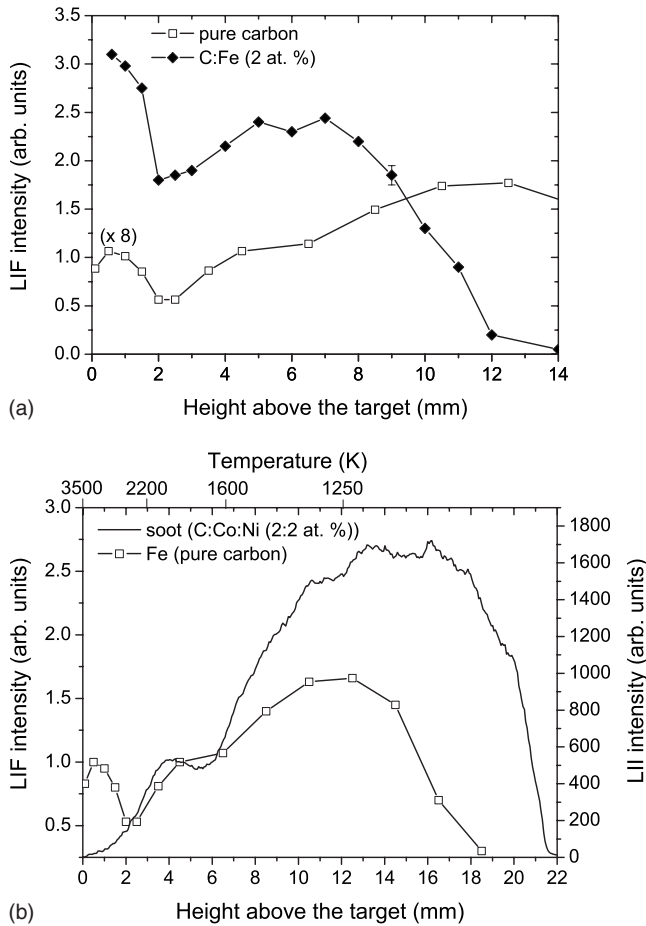 3.5
pure carbon
C:Fe (2 at. %)
3.0
2.5
2.0
1.5
(x 8)
1.0
0.5
0.0
LIF intensity (arb. units)
0 2 4 6 8 10 12 14
(a)
Height above the target (mm)
Temperature (K)
3500 2200 1600 1250
3.0
soot (C:Co:Ni (2:2 at. %))
Fe (pure carbon)
2.5
2.0
1.5
1.0
0.5
LIF intensity (arb. units)
1800
1600
1400
1200
1000
800
600
400
200
0
LII intensity (arb. units)
0 2 4 6 8 10 12 14 16 18 20 22
(b)
Height above the target (mm)